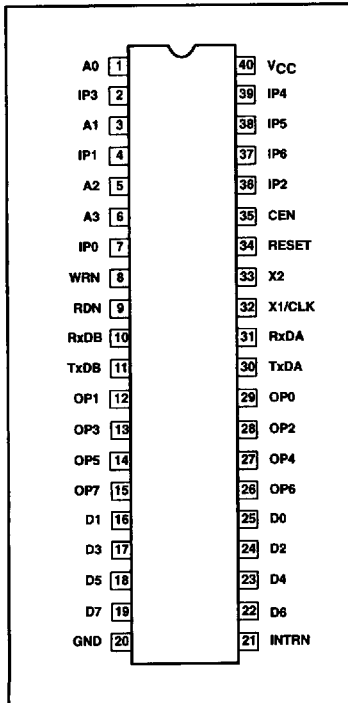 A0 1 40 VCC
IP3 2 39 IP4
A1 3 38 IP5
IP1 4 37 IP6
A2 5 36 IP2
A3 6 35 CEN
IP0 7 34 RESET
WRN 8 33 X2
RDN 9 32 X1/CLK
RxDB 10 31 RxDA
TxDB 11 30 TxDA
OP1 12 29 OP0
OP3 13 28 OP2
OP5 14 27 OP4
OP7 15 26 OP6
D1 16 25 D0
D3 17 24 D2
D5 18 23 D4
D7 19 22 D6
GND 20 21 INTRN